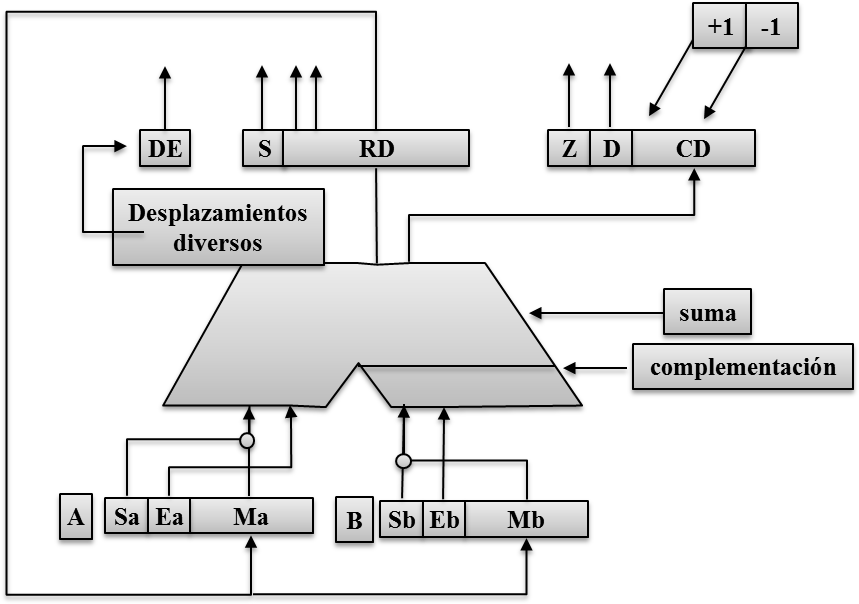 +1 -1
DE S RD Z D CD
Desplazamientos
diversos
suma
complementación
A Sa Ea Ma B Sb Eb Mb